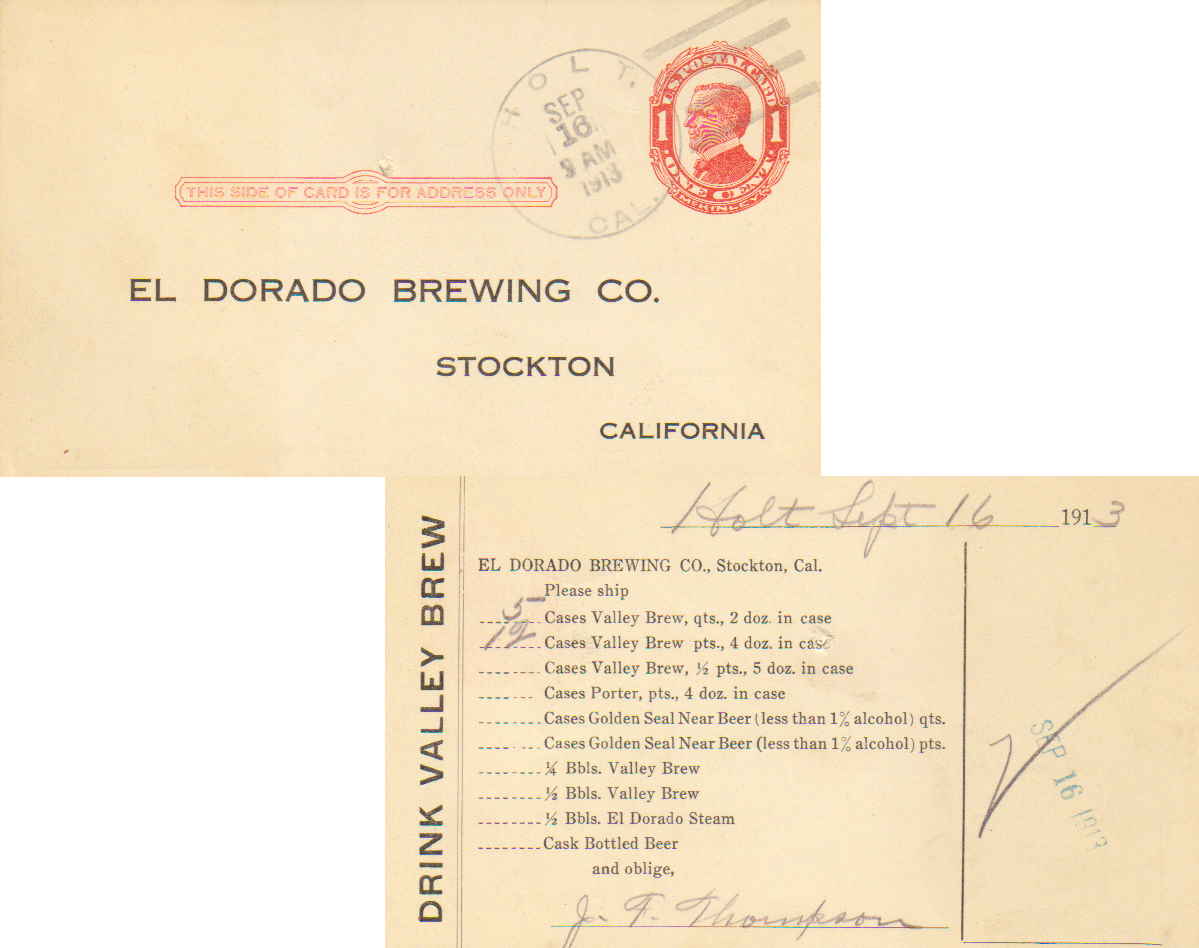 HOLT.
SEP
16
9 AM
1913
CAL.
U.S. POSTAL CARD
1 1
ONE CENT
McKINLEY
THIS SIDE OF CARD IS FOR ADDRESS ONLY
EL DORADO BREWING CO.
STOCKTON
CALIFORNIA
DRINK VALLEY BREW
Holt Sept 16 1913
EL DORADO BREWING CO., Stockton, Cal.
Please ship
5 Cases Valley Brew, qts., 2 doz. in case
12 Cases Valley Brew pts., 4 doz. in case
Cases Valley Brew, ½ pts., 5 doz. in case
Cases Porter, pts., 4 doz. in case
Cases Golden Seal Near Beer (less than 1% alcohol) qts.
Cases Golden Seal Near Beer (less than 1% alcohol) pts.
¼ Bbls. Valley Brew
½ Bbls. Valley Brew
½ Bbls. El Dorado Steam
Cask Bottled Beer
and oblige,
J. F. Thompson
SEP 16 1913